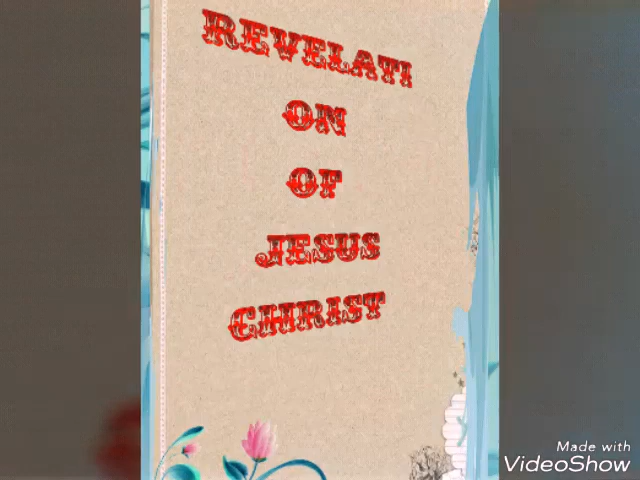 REVELATI
ON
OF
JESUS
CHRIST
Made with
VideoShow